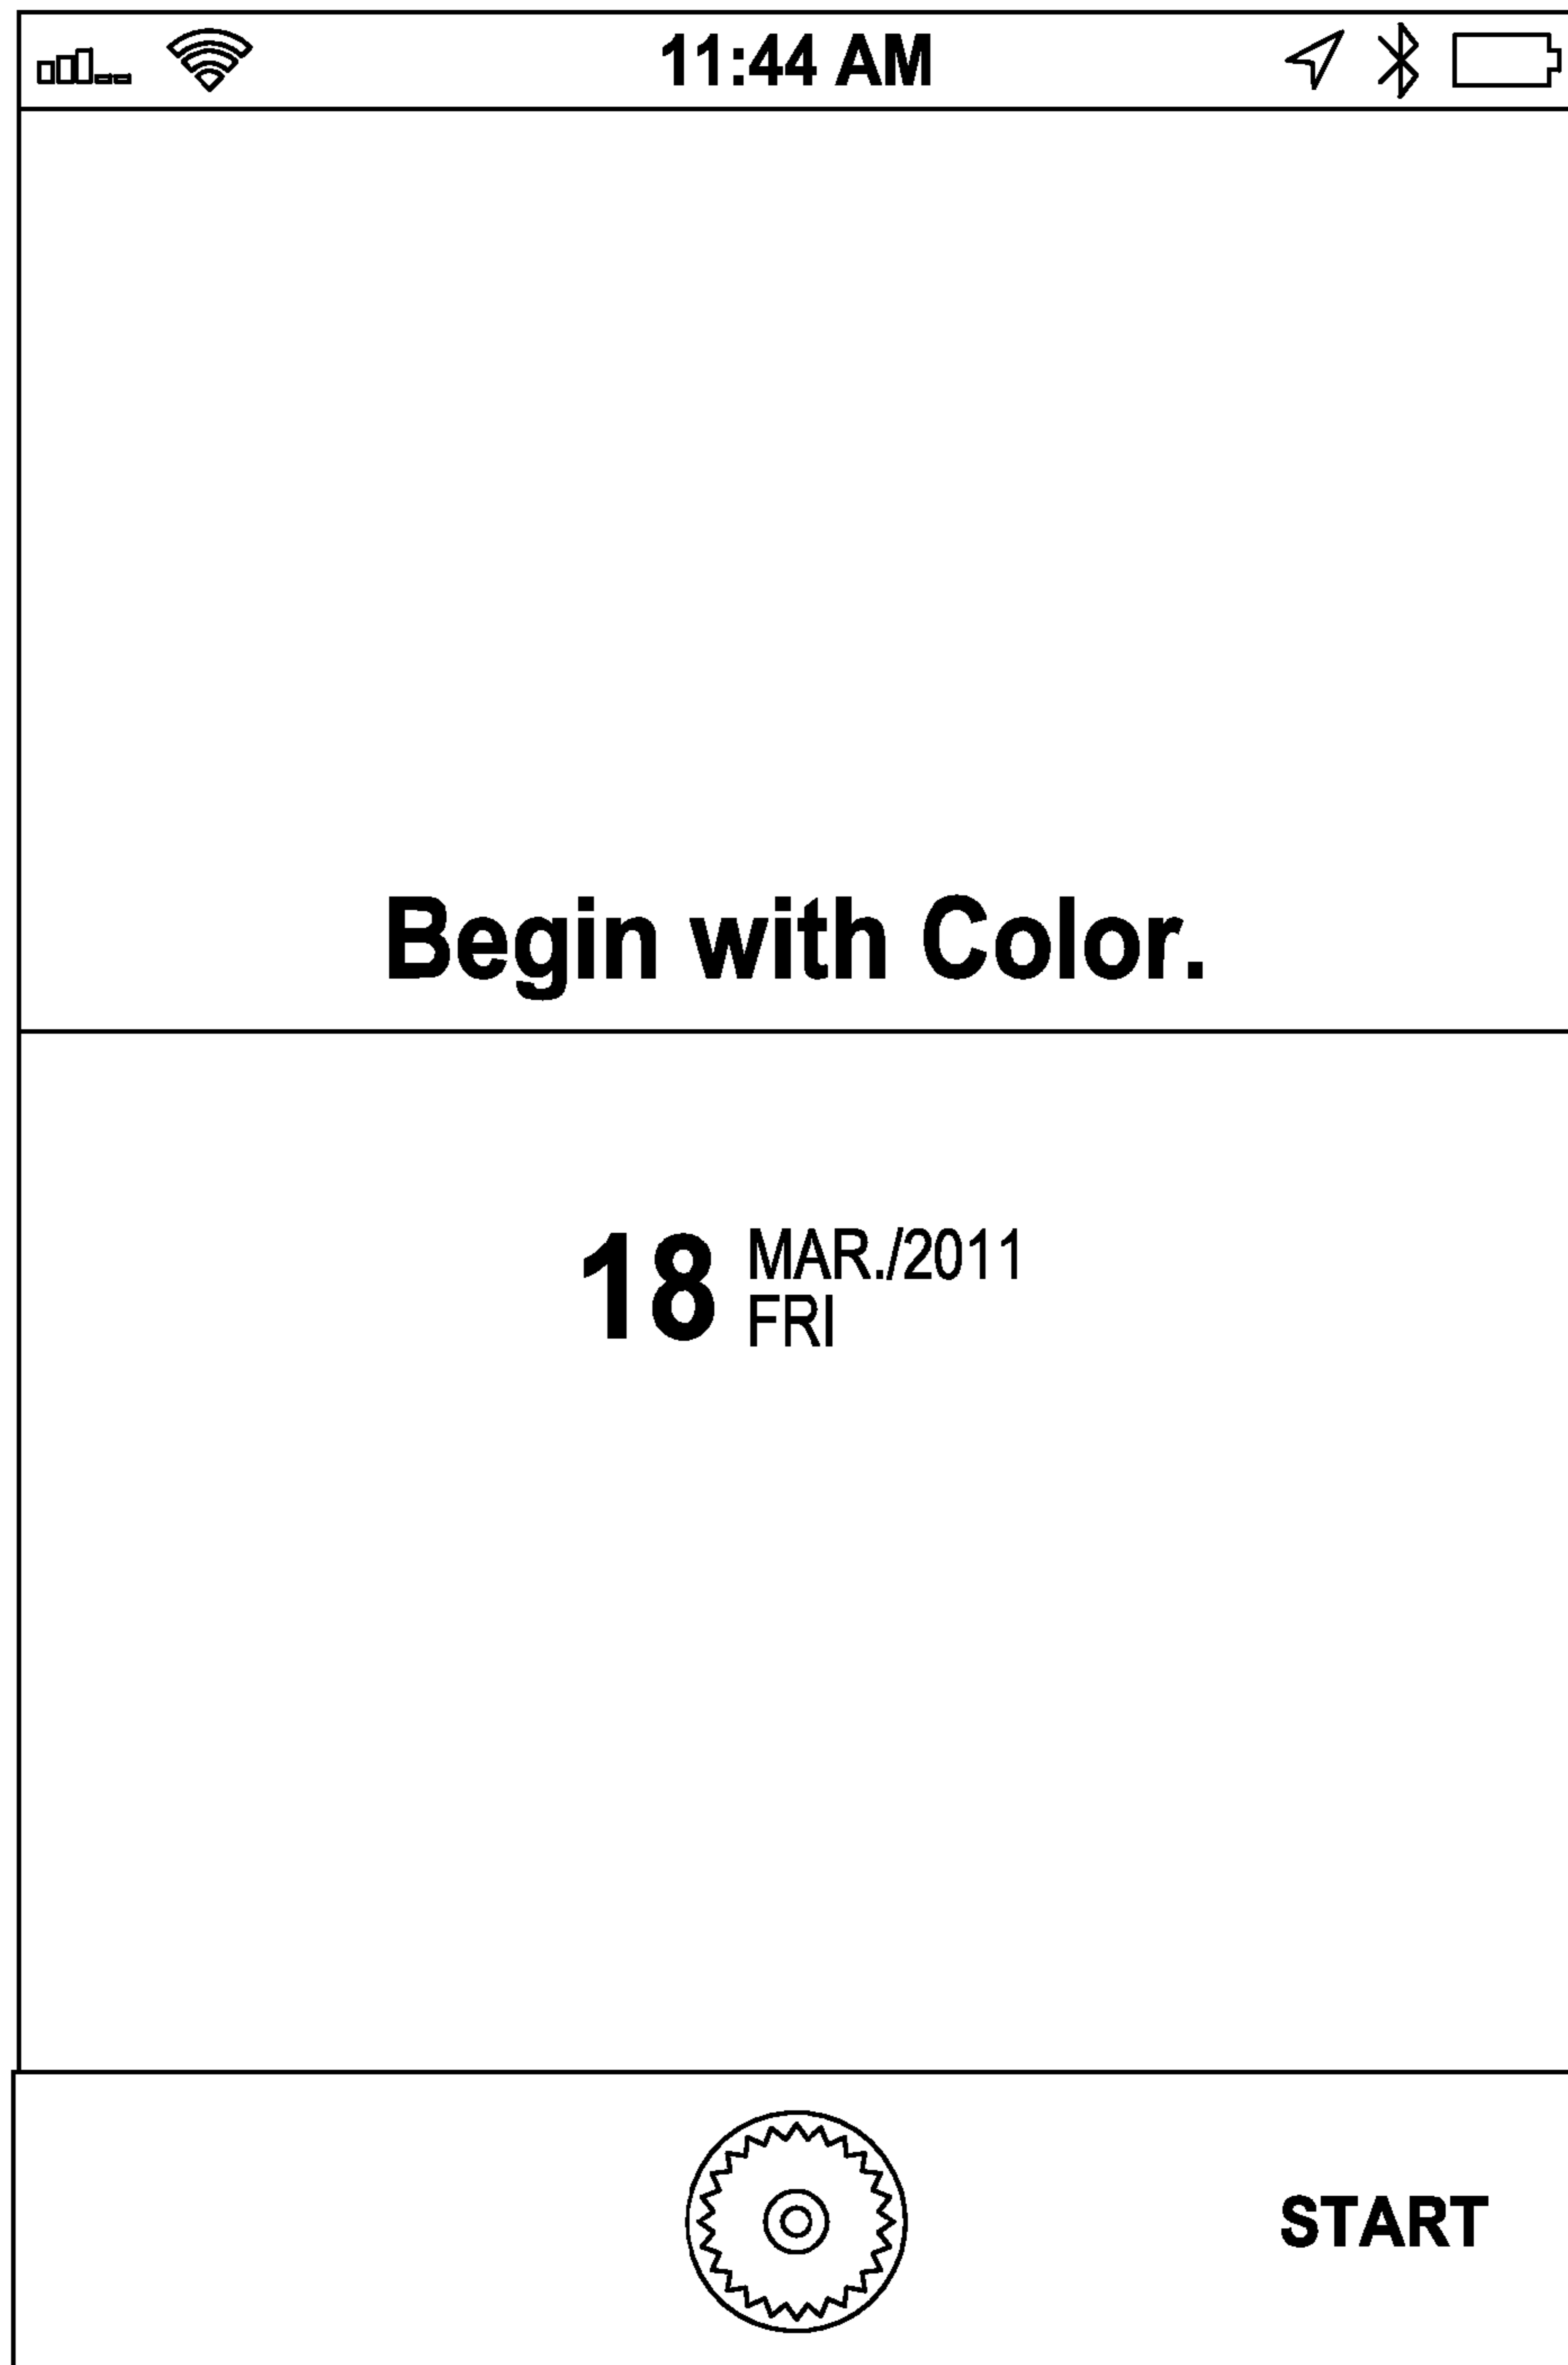 11:44 AM
Begin with Color.
18 MAR./2011
FRI
START